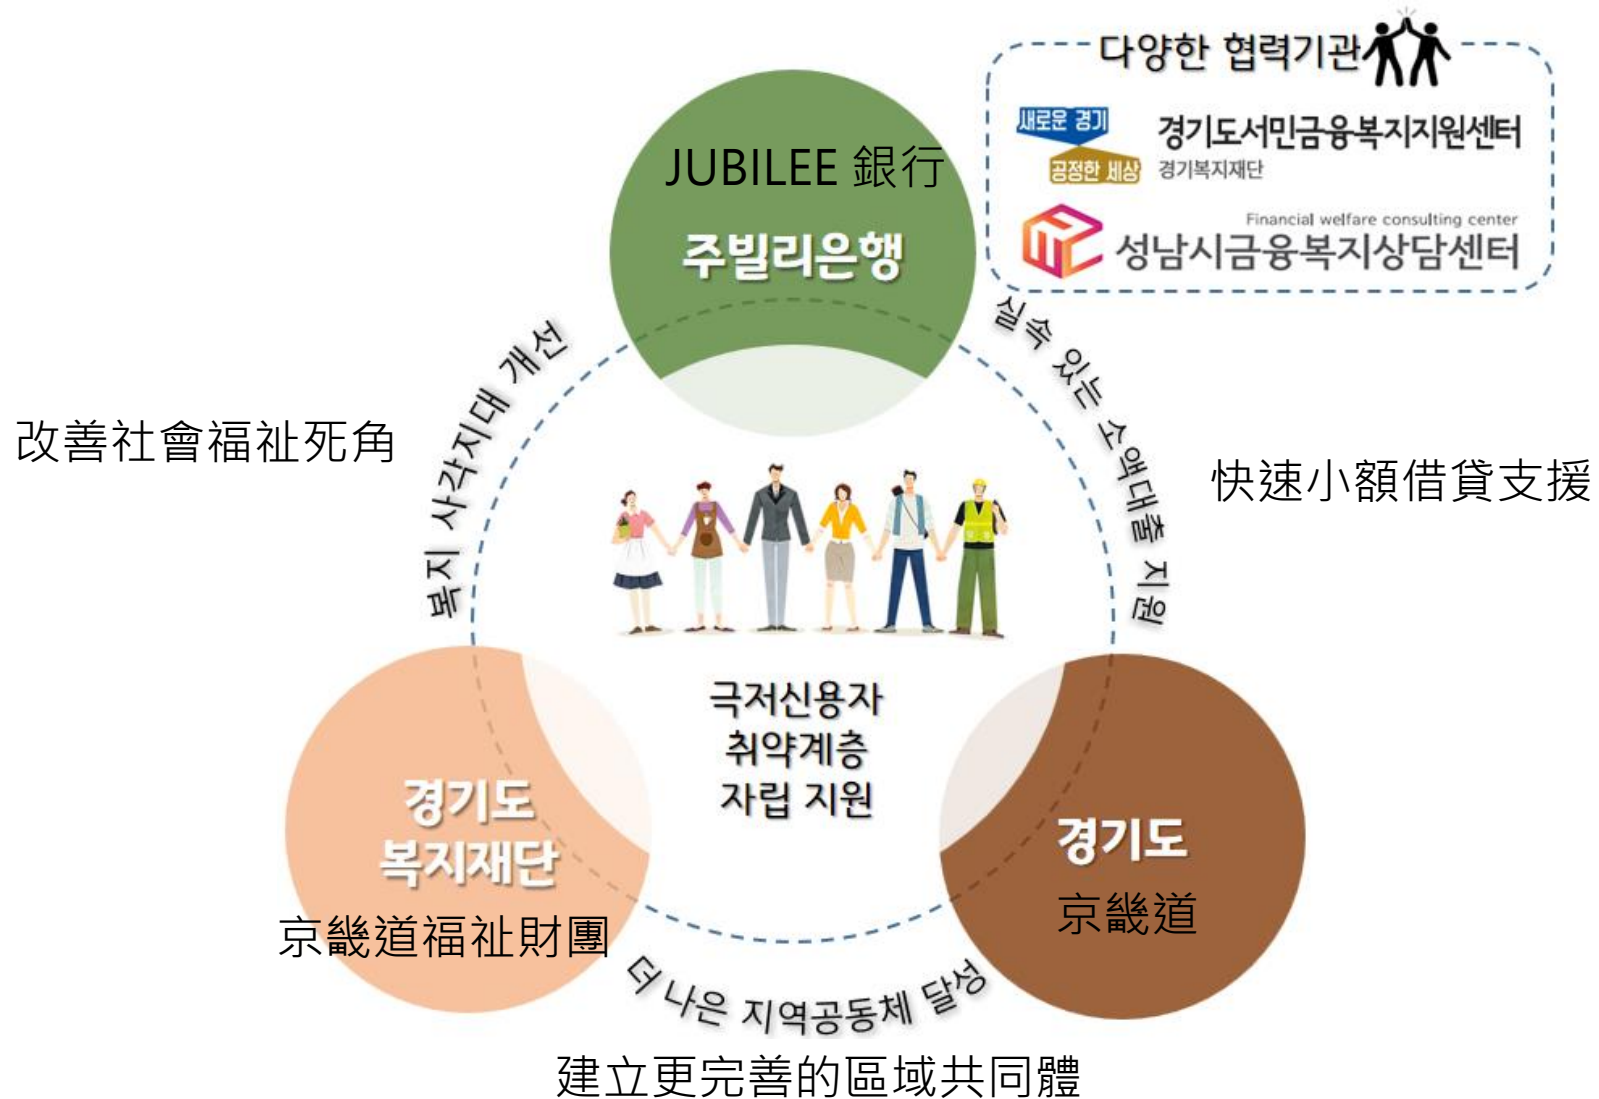 다양한 협력기관
새로운 경기
공정한 세상
경기도서민금융복지지원센터
경기복지재단
Financial welfare consulting center
성남시금융복지상담센터
JUBILEE 銀行
주빌리은행
복지 사각지대 개선
실속 있는 소액대출 지원
改善社會福祉死角
快速小額借貸支援
극저신용자
취약계층
자립 지원
경기도
복지재단
京畿道福祉財團
경기도
京畿道
더 나은 지역공동체 달성
建立更完善的區域共同體